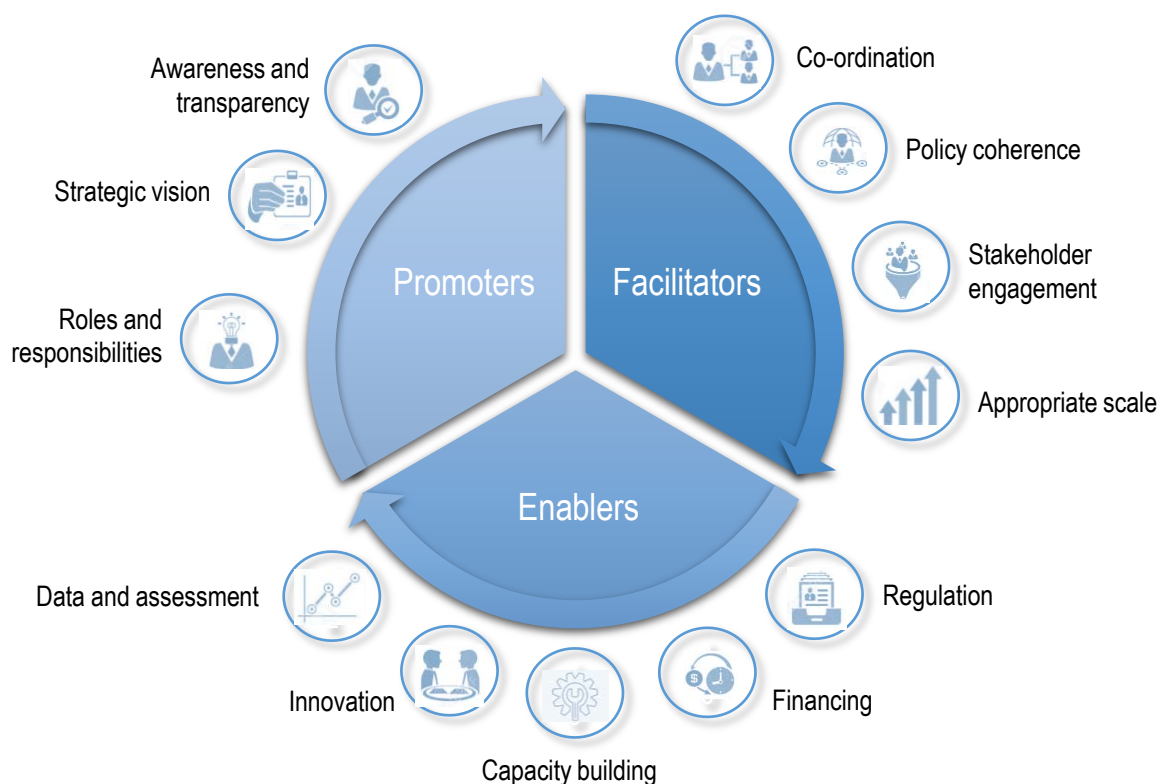 Awareness and
transparency
Strategic vision
Roles and
responsibilities
Promoters
Co-ordination
Policy coherence
Stakeholder
engagement
Appropriate scale
Facilitators
Enablers
Regulation
Financing
Capacity building
Innovation
Data and assessment
$